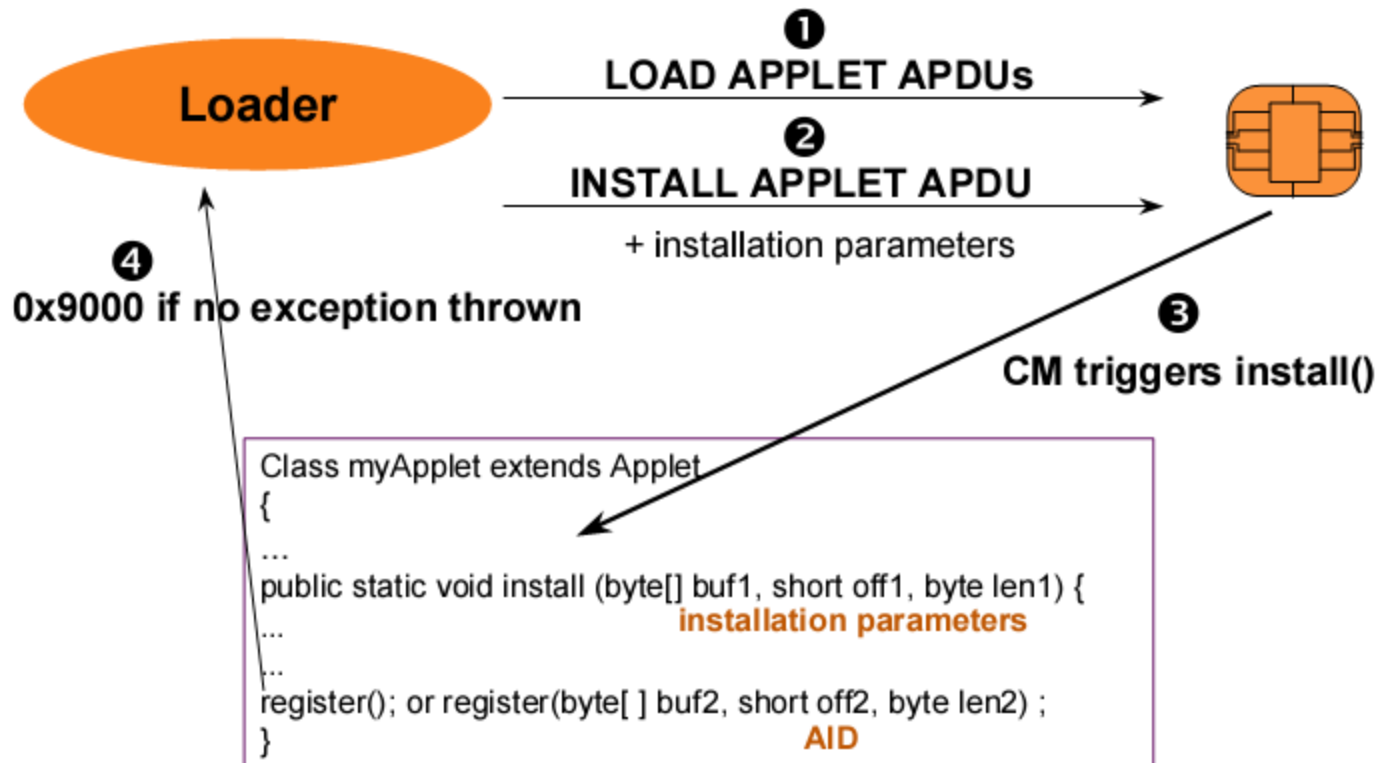 ❶
LOAD APPLET APDUs
Loader
❷
INSTALL APPLET APDU
+ installation parameters
❹
0x9000 if no exception thrown
❸
CM triggers install()
Class myApplet extends Applet
{
...
public static void install (byte[] buf1, short off1, byte len1) {
installation parameters
...
...
register(); or register(byte[ ] buf2, short off2, byte len2) ;
}
AID